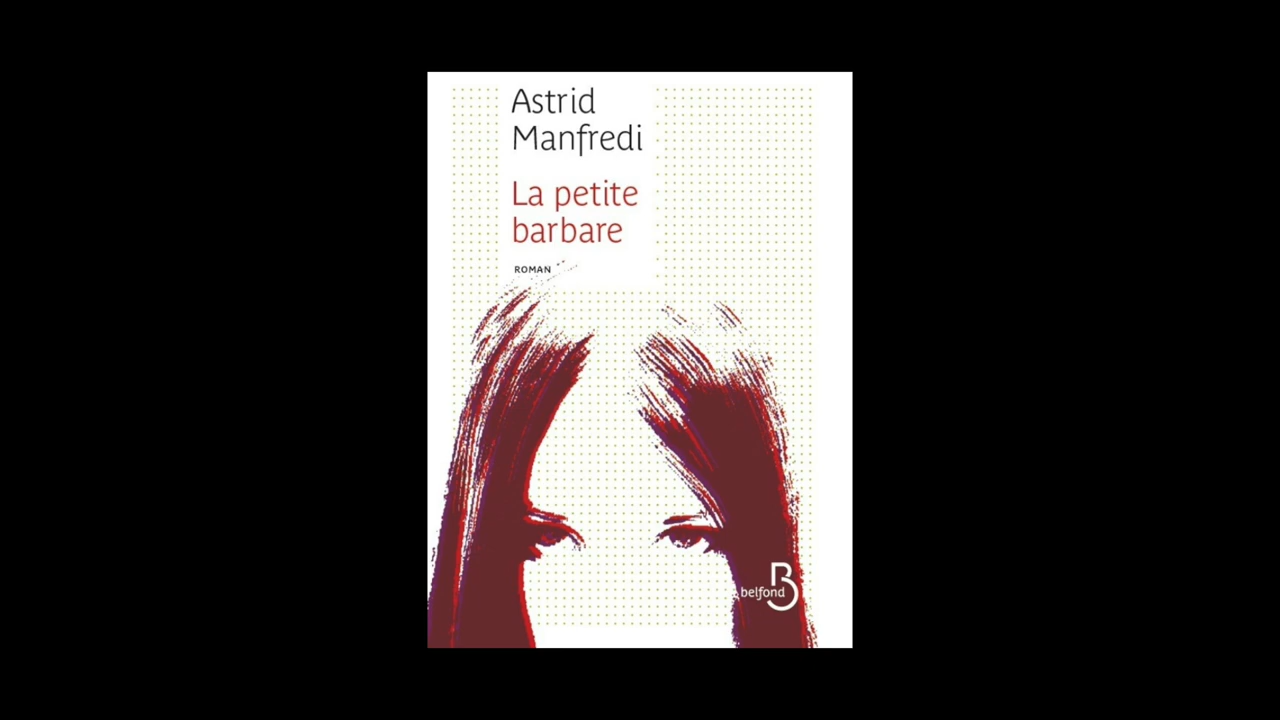 Astrid
Manfredi
La petite
barbare
ROMAN
belfond